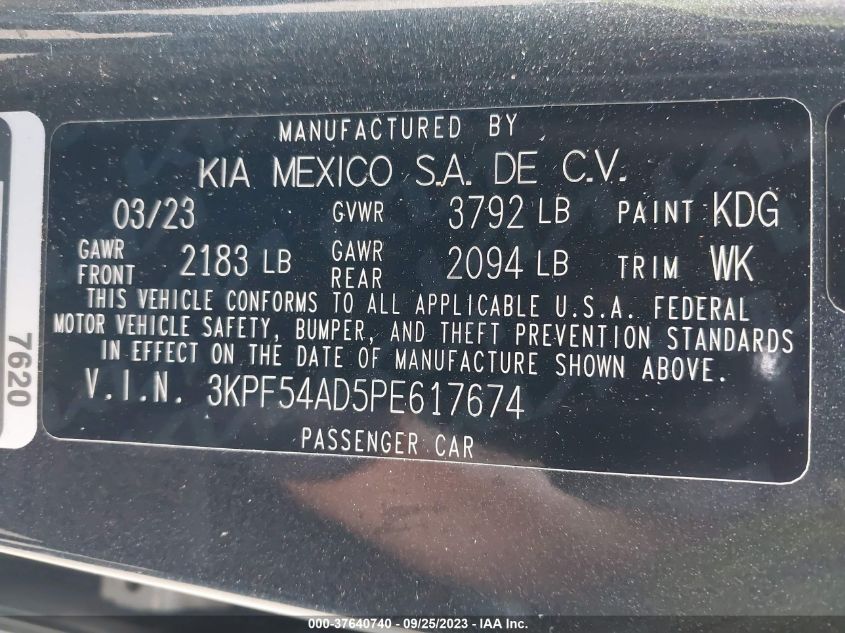 MANUFACTURED BY
KIA MEXICO S.A. DE C.V.
03/23 GVWR 3792 LB PAINT KDG
GAWR FRONT 2183 LB GAWR REAR 2094 LB TRIM WK
THIS VEHICLE CONFORMS TO ALL APPLICABLE U.S.A. FEDERAL
MOTOR VEHICLE SAFETY, BUMPER, AND THEFT PREVENTION STANDARDS
IN EFFECT ON THE DATE OF MANUFACTURE SHOWN ABOVE.
V.I.N. 3KPF54AD5PE617674
PASSENGER CAR
7620
000-37640740 - 09/25/2023 - IAA Inc.